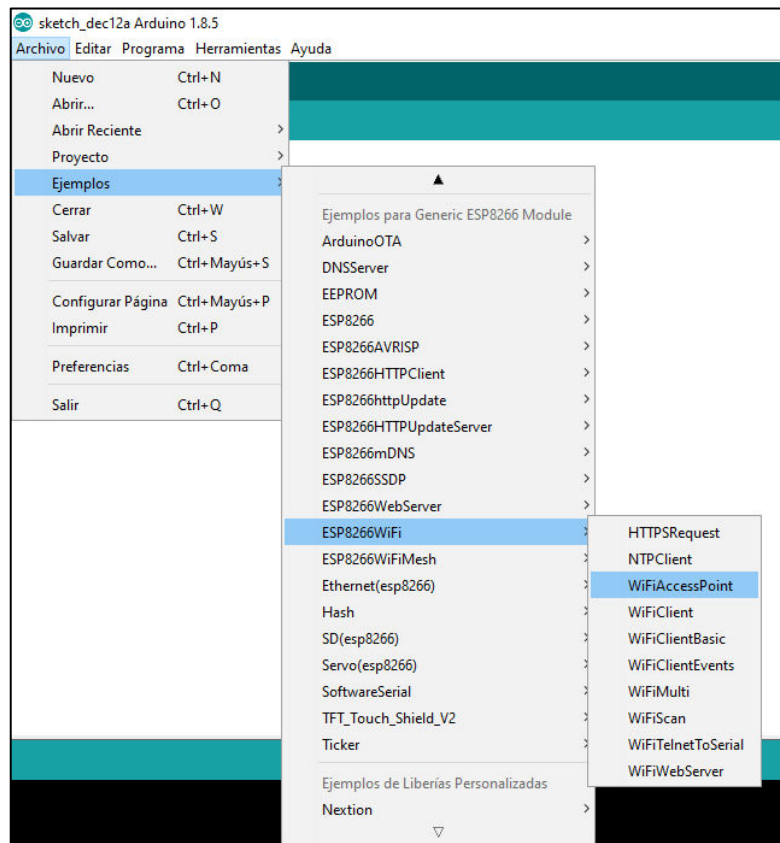 sketch_dec12a Arduino 1.8.5
Archivo Editar Programa Herramientas Ayuda
Nuevo Ctrl+N
Abrir... Ctrl+O
Abrir Reciente
Proyecto
Ejemplos
Cerrar Ctrl+W
Salvar Ctrl+S
Guardar Como... Ctrl+Mayús+S
Configurar Página Ctrl+Mayús+P
Imprimir Ctrl+P
Preferencias Ctrl+Coma
Salir Ctrl+Q
Ejemplos para Generic ESP8266 Module
ArduinoOTA
DNSServer
EEPROM
ESP8266
ESP8266AVRISP
ESP8266HTTPClient
ESP8266httpUpdate
ESP8266HTTPUpdateServer
ESP8266mDNS
ESP8266SSDP
ESP8266WebServer
ESP8266WiFi
ESP8266WiFiMesh
Ethernet(esp8266)
Hash
SD(esp8266)
Servo(esp8266)
SoftwareSerial
TFT_Touch_Shield_V2
Ticker
Ejemplos de Liberías Personalizadas
Nextion
HTTPSRequest
NTPClient
WiFiAccessPoint
WiFiClient
WiFiClientBasic
WiFiClientEvents
WiFiMulti
WiFiScan
WiFiTelnetToSerial
WiFiWebServer